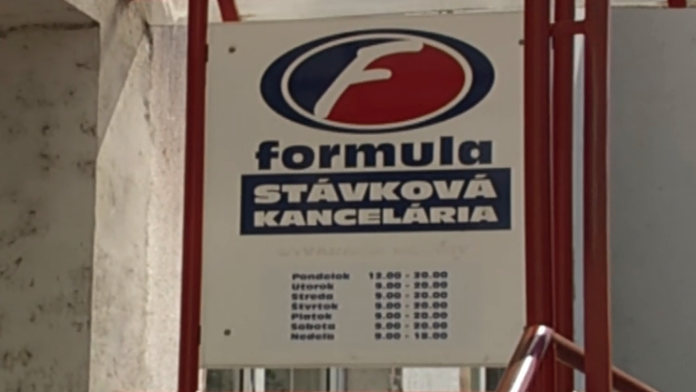 formula
STÁVKOVÁ
KANCELÁRIA
Pondelok 12.00 - 20.00
Utorok 9.00 - 20.00
Streda 9.00 - 20.00
Štvrtok 9.00 - 20.00
Piatok 9.00 - 20.00
Sobota 9.00 - 20.00
Nedeľa 9.00 - 18.00